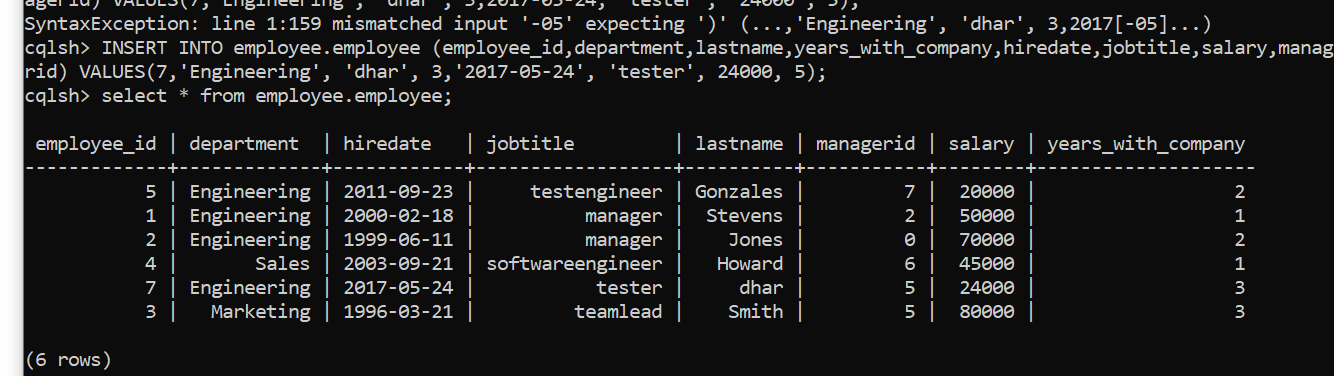 agerid) VALUES(7,'Engineering', 'dhar', 3,2017-05-24, 'tester', '24000', 5);
SyntaxException: line 1:159 mismatched input '-05' expecting ')' (...,'Engineering', 'dhar', 3,2017[-05]...)
cqlsh> INSERT INTO employee.employee (employee_id,department,lastname,years_with_company,hiredate,jobtitle,salary,manag
rid) VALUES(7,'Engineering', 'dhar', 3,'2017-05-24', 'tester', 24000, 5);
cqlsh> select * from employee.employee;
employee_id | department | hiredate | jobtitle | lastname | managerid | salary | years_with_company
-------------+-------------+------------+------------------+-----------+-----------+--------+--------------------
5 | Engineering | 2011-09-23 | testengineer | Gonzales | 7 | 20000 | 2
1 | Engineering | 2000-02-18 | manager | Stevens | 2 | 50000 | 1
2 | Engineering | 1999-06-11 | manager | Jones | 0 | 70000 | 2
4 | Sales | 2003-09-21 | softwareengineer | Howard | 6 | 45000 | 1
7 | Engineering | 2017-05-24 | tester | dhar | 5 | 24000 | 3
3 | Marketing | 1996-03-21 | teamlead | Smith | 5 | 80000 | 3
(6 rows)